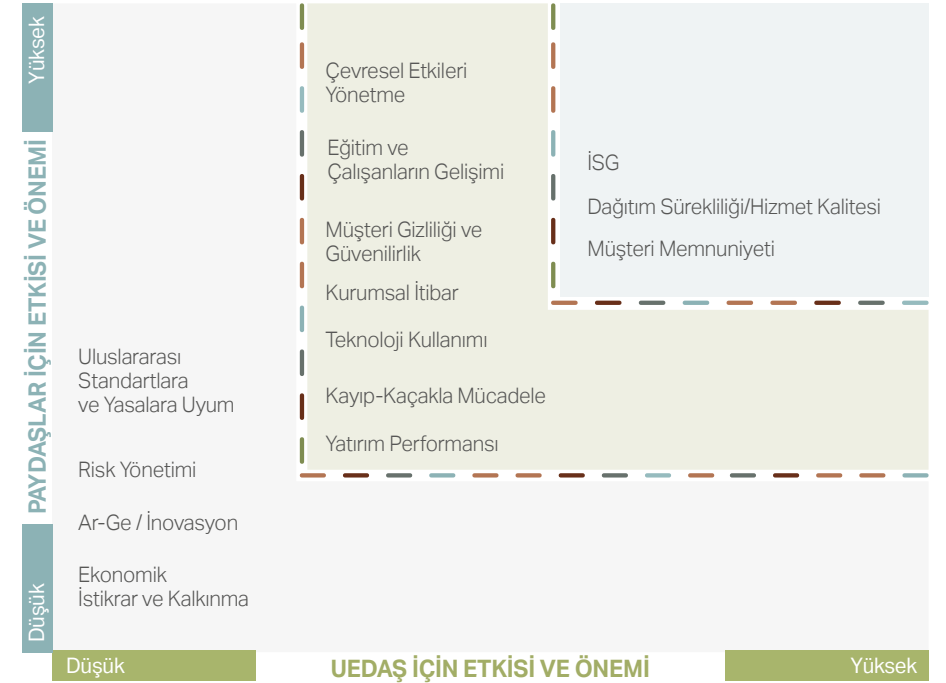 Yüksek
PAYDAŞLAR İÇİN ETKİSİ VE ÖNEMİ
Düşük
Uluslararası
Standartlara
ve Yasalara Uyum
Risk Yönetimi
Ar-Ge / İnovasyon
Ekonomik
İstikrar ve Kalkınma
Çevresel Etkileri
Yönetme
Eğitim ve
Çalışanların Gelişimi
Müşteri Gizliliği ve
Güvenilirlik
Kurumsal İtibar
Teknoloji Kullanımı
Kayıp-Kaçakla Mücadele
Yatırım Performansı
İSG
Dağıtım Sürekliliği/Hizmet Kalitesi
Müşteri Memnuniyeti
Düşük
UEDAŞ İÇİN ETKİSİ VE ÖNEMİ
Yüksek